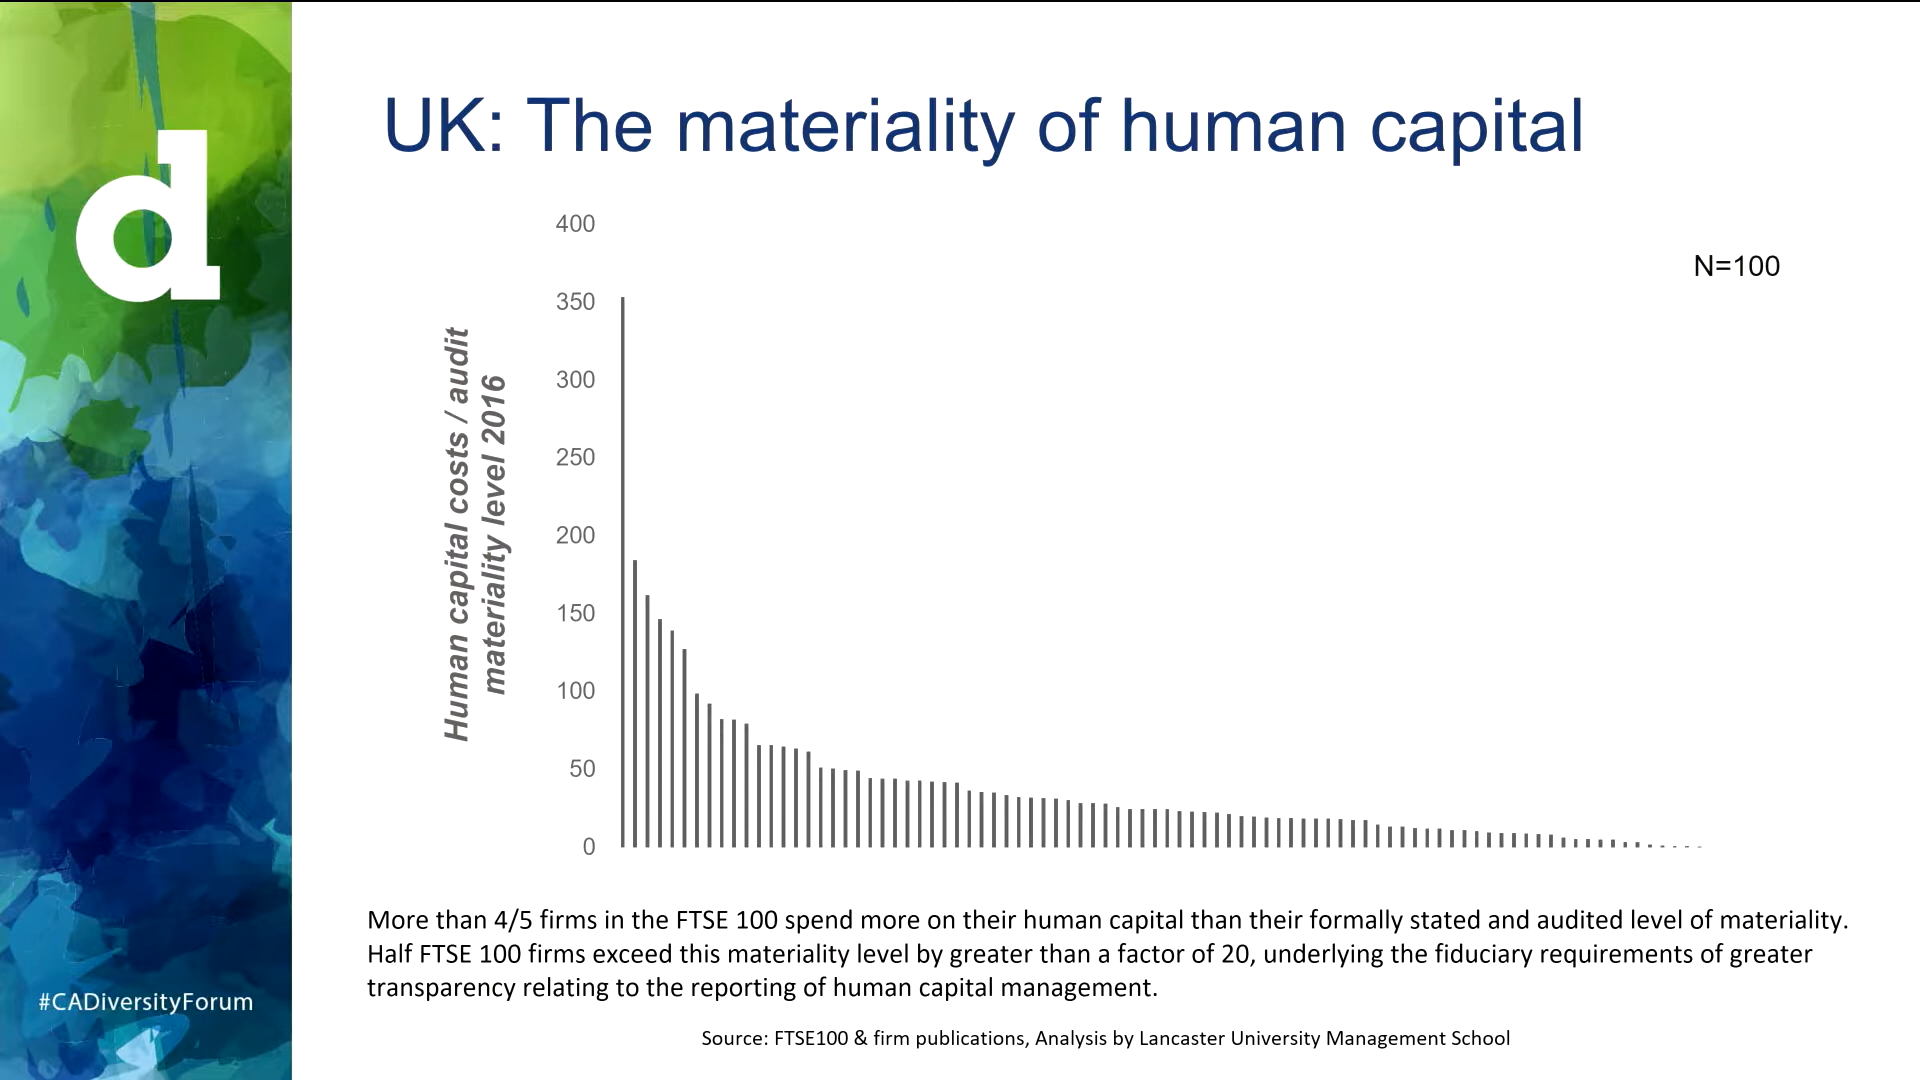 d
UK: The materiality of human capital
N=100
Human capital costs / audit
materiality level 2016
400
350
300
250
200
150
100
50
0
More than 4/5 firms in the FTSE 100 spend more on their human capital than their formally stated and audited level of materiality.
Half FTSE 100 firms exceed this materiality level by greater than a factor of 20, underlying the fiduciary requirements of greater
transparency relating to the reporting of human capital management.
#CADiversityForum
Source: FTSE100 & firm publications, Analysis by Lancaster University Management School